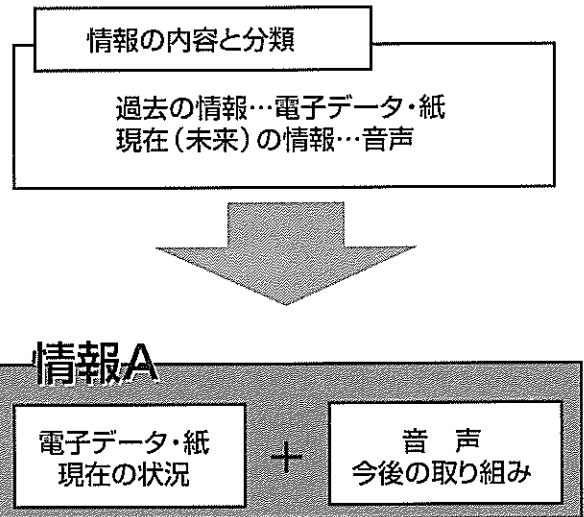 情報の内容と分類
過去の情報…電子データ・紙
現在(未来)の情報…音声
情報A
電子データ・紙
現在の状況
+
音 声
今後の取り組み